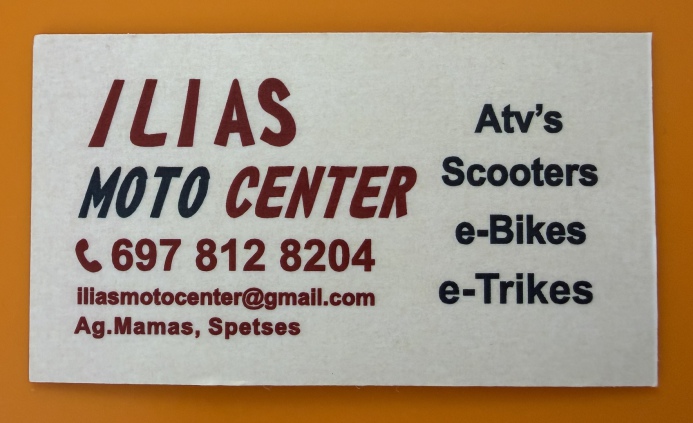 ILIAS
MOTO CENTER
697 812 8204
iliasmotocenter@gmail.com
Ag.Mamas, Spetses
Atv's
Scooters
e-Bikes
e-Trikes